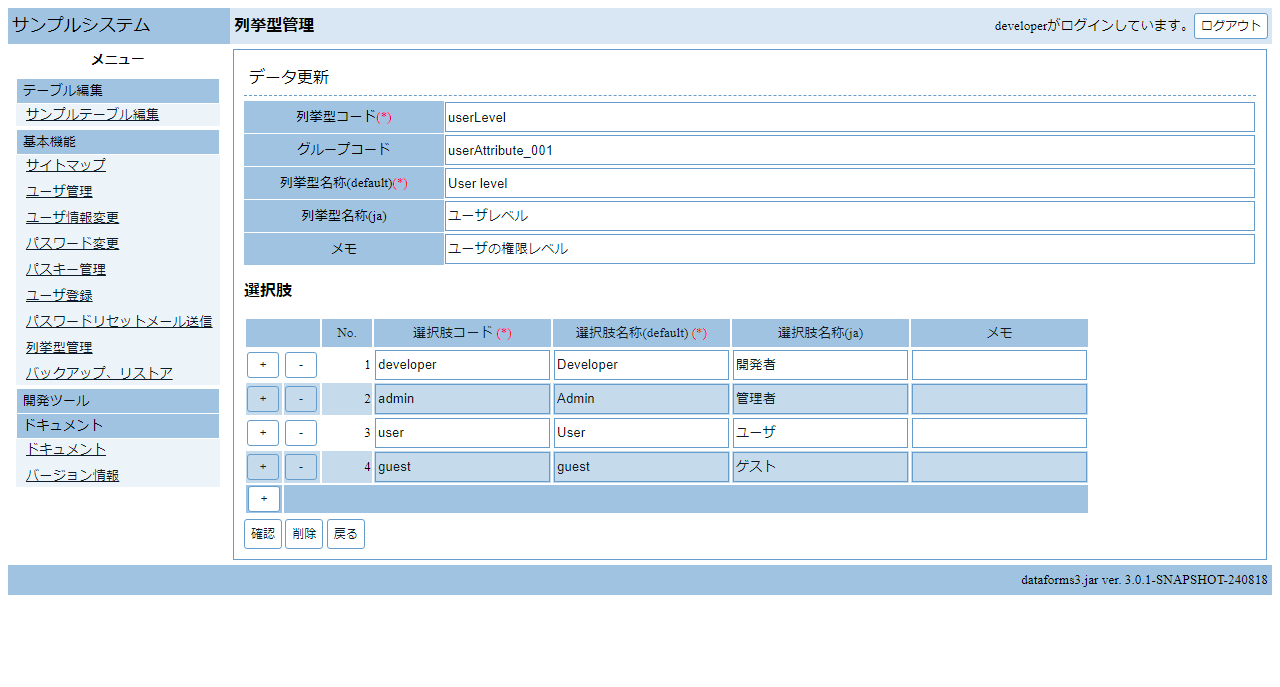 サンプルシステム
列挙型管理
developerがログインしています。 ログアウト
メニュー
テーブル編集
サンプルテーブル編集
基本機能
サイトマップ
ユーザ管理
ユーザ情報変更
パスワード変更
パスキー管理
ユーザ登録
パスワードリセットメール送信
列挙型管理
バックアップ、リストア
開発ツール
ドキュメント
ドキュメント
バージョン情報
データ更新
列挙型コード(*) userLevel
グループコード userAttribute_001
列挙型名称(default)(*) User level
列挙型名称(ja) ユーザレベル
メモ ユーザの権限レベル
選択肢
No. 選択肢コード (*) 選択肢名称(default) (*) 選択肢名称(ja) メモ
+ - 1 developer Developer 開発者
+ - 2 admin Admin 管理者
+ - 3 user User ユーザ
+ - 4 guest guest ゲスト
+
確認 削除 戻る
dataforms3.jar ver. 3.0.1-SNAPSHOT-240818